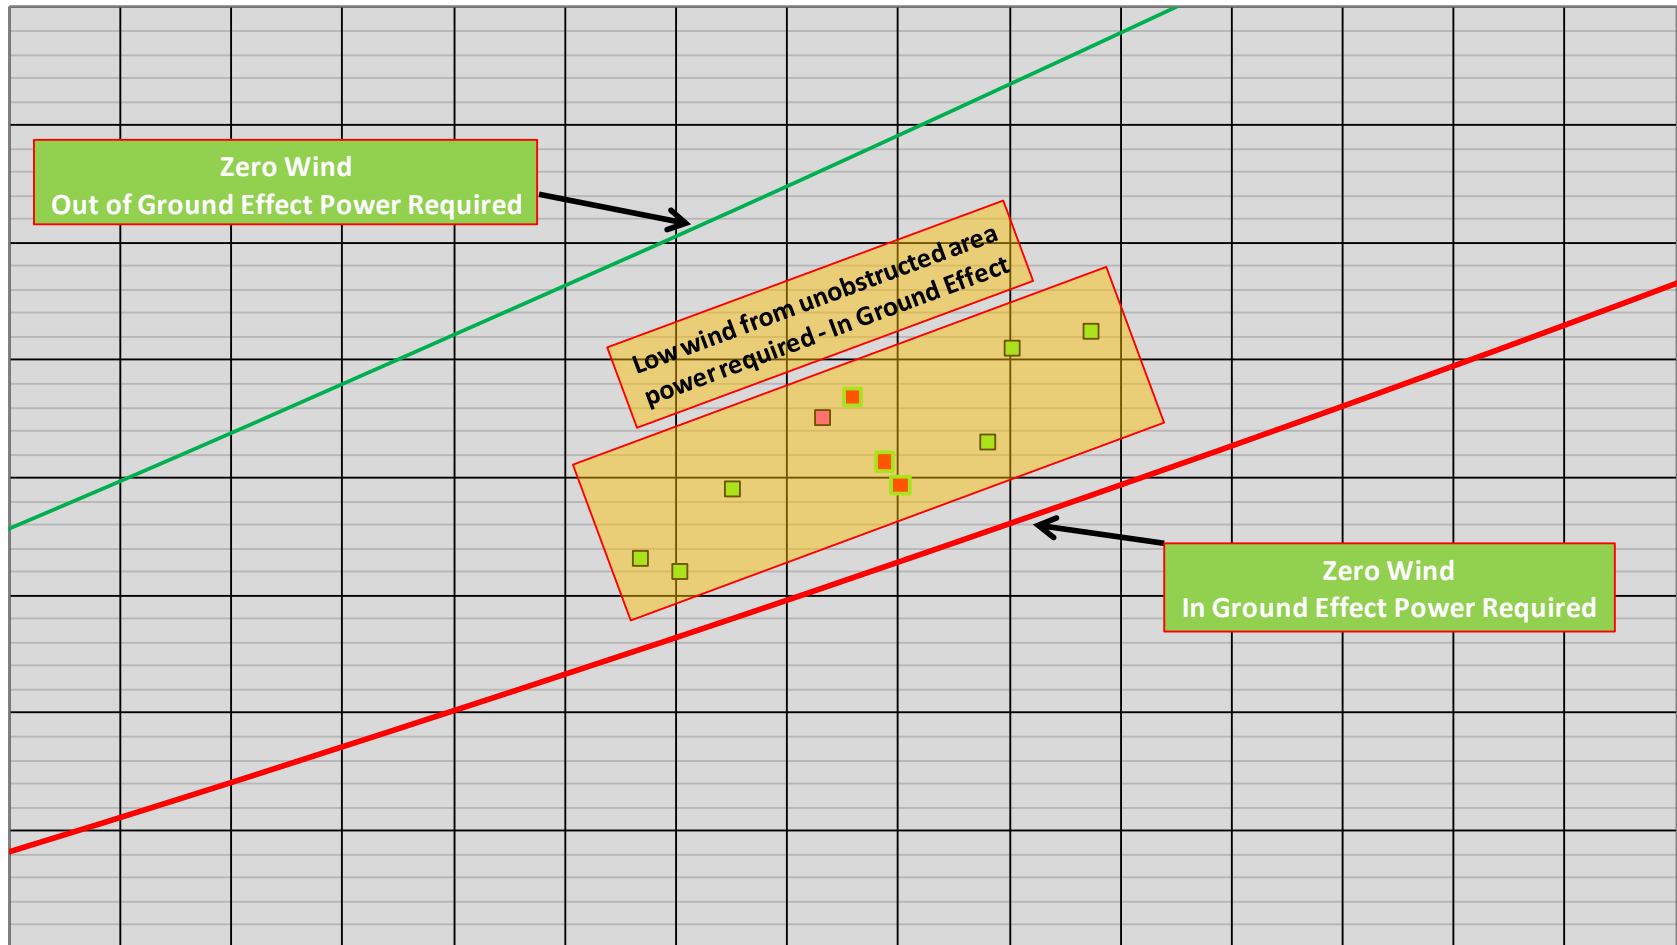 Zero Wind
Out of Ground Effect Power Required
Low wind from unobstructed area
power required - In Ground Effect
Zero Wind
In Ground Effect Power Required